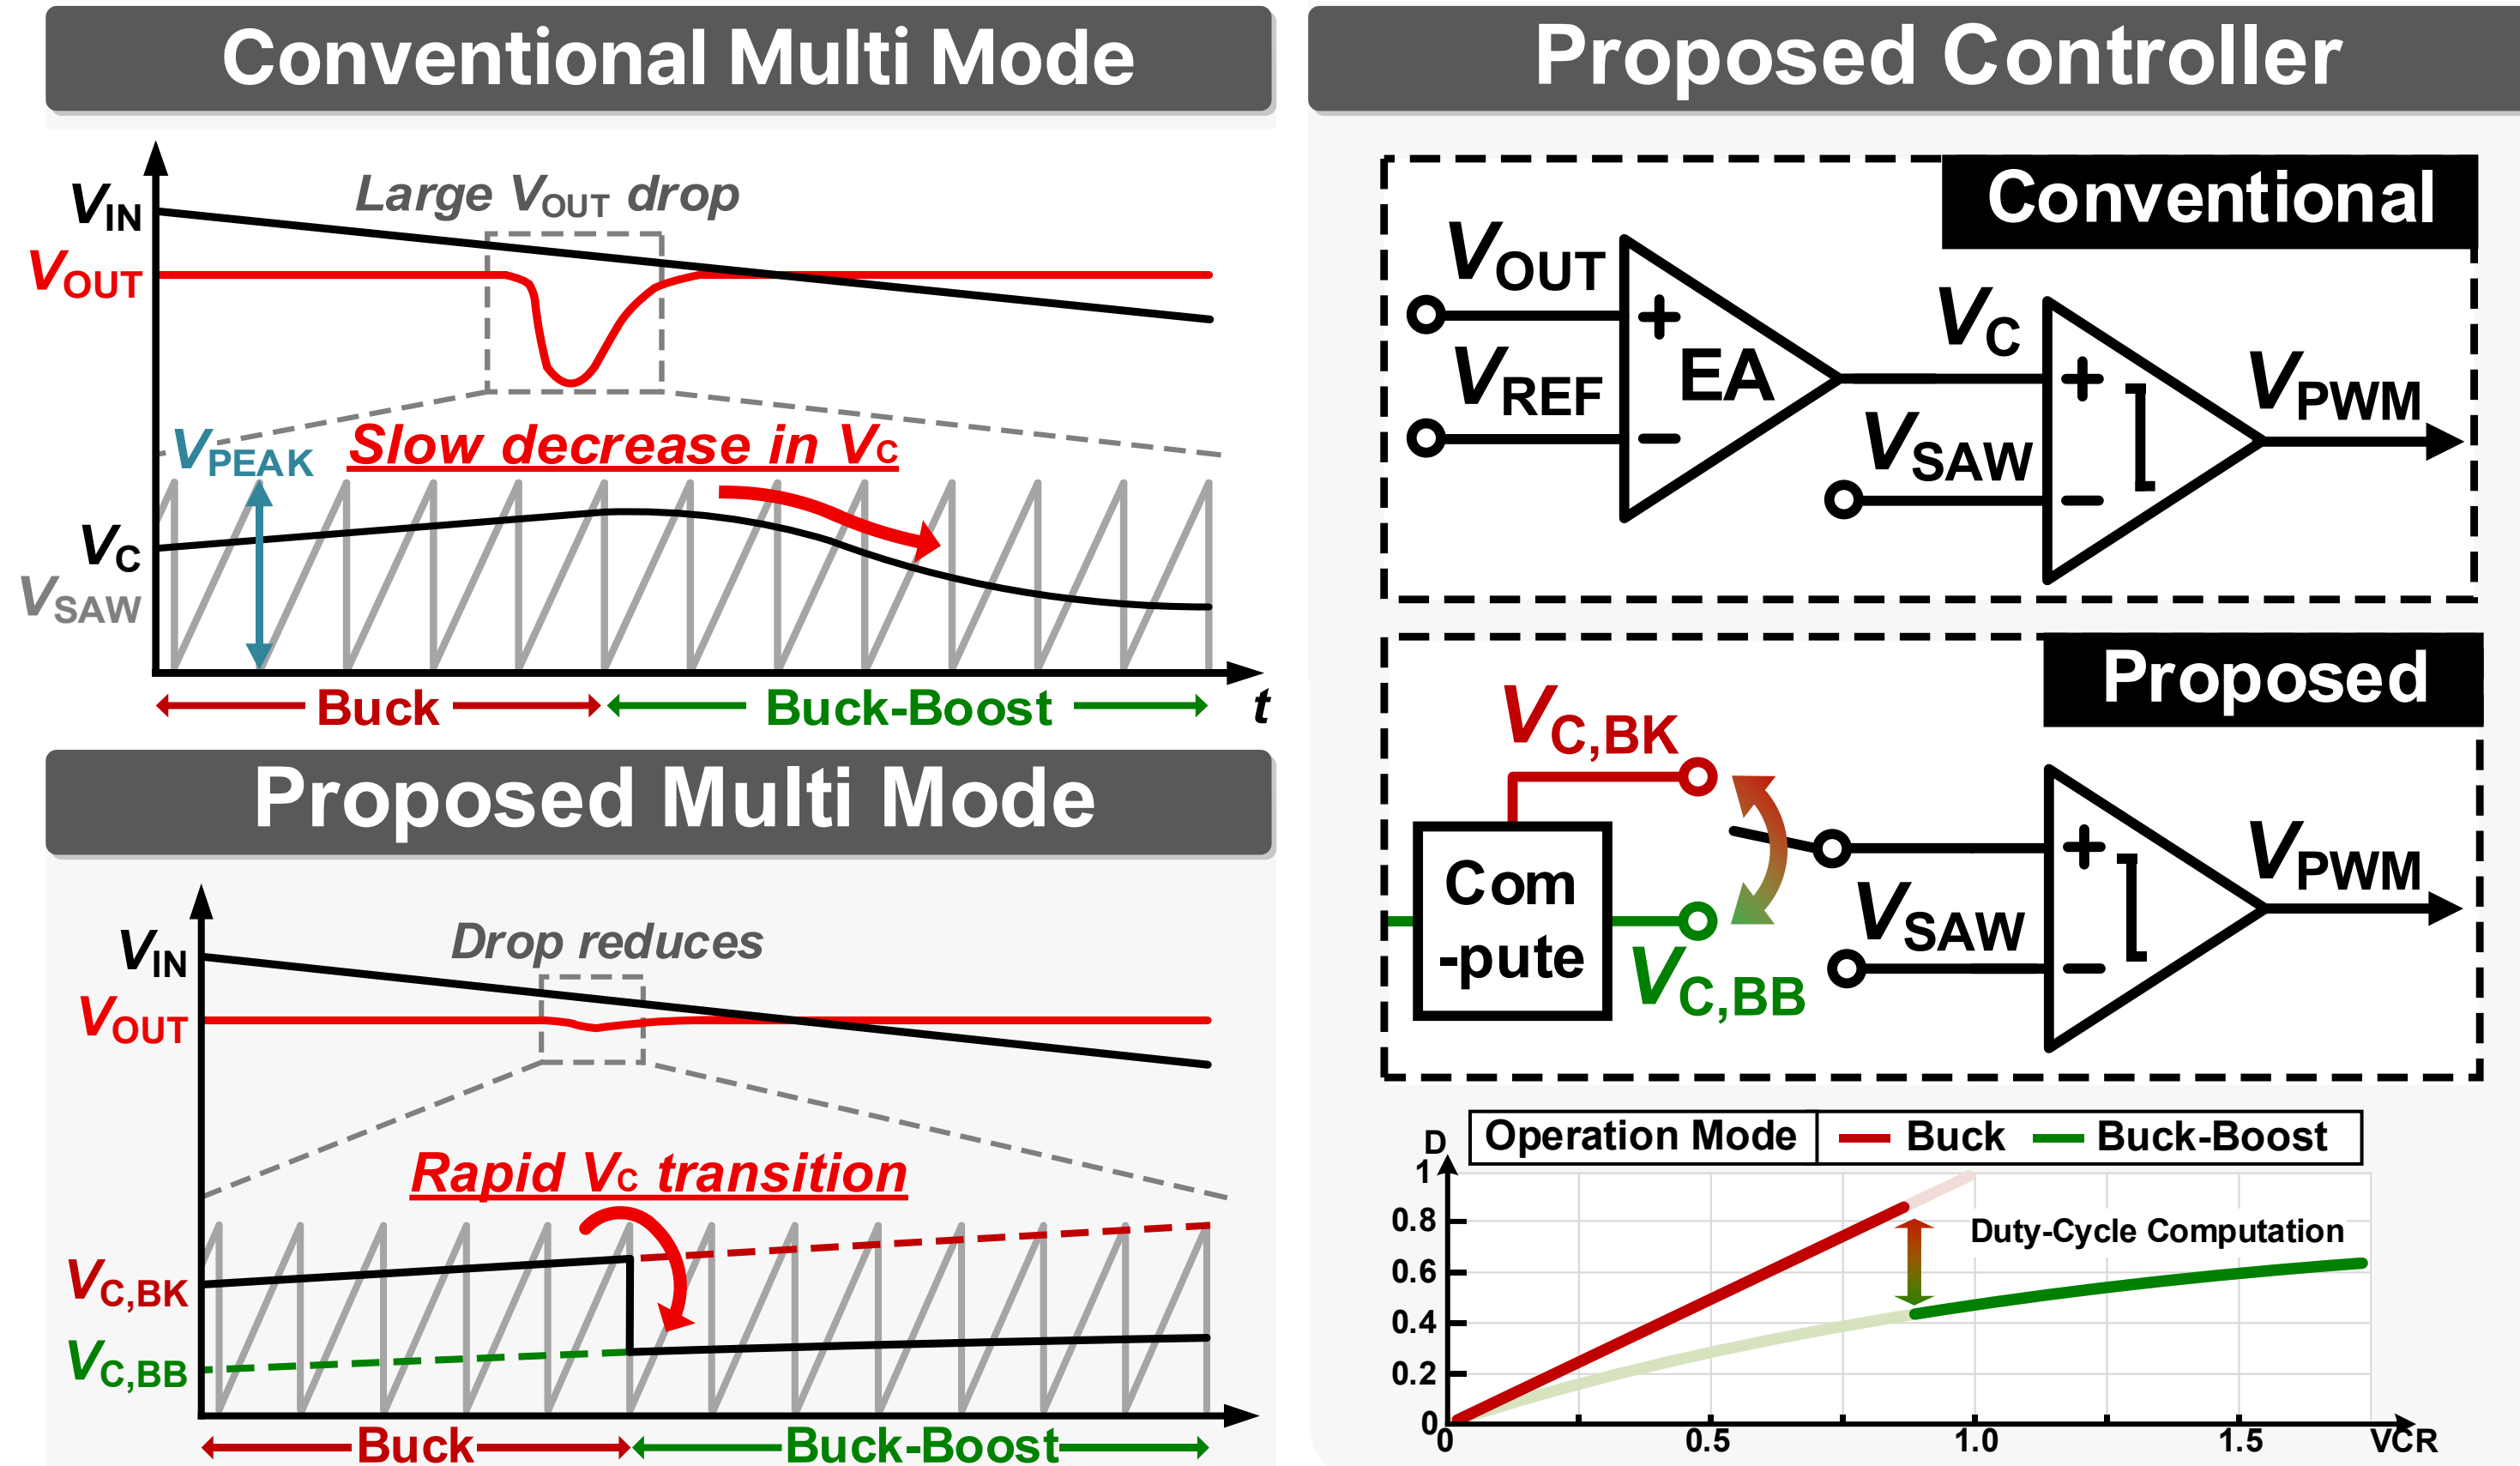 Conventional Multi Mode
VIN
Large VOUT drop
VOUT
VPEAK
Slow decrease in VC
VC
VSAW
Buck
Buck-Boost
t
Proposed Multi Mode
VIN
Drop reduces
VOUT
Rapid VC transition
VC,BK
VC,BB
Buck
Buck-Boost
Proposed Controller
Conventional
VOUT
+
VREF
EA
−
VC
+
VSAW
−
VPWM
Proposed
VC,BK
Com
-pute
VC,BB
+
VSAW
−
VPWM
D
Operation Mode
Buck
Buck-Boost
1
0.8
Duty-Cycle Computation
0.6
0.4
0.2
0
0
0.5
1.0
1.5
VCR